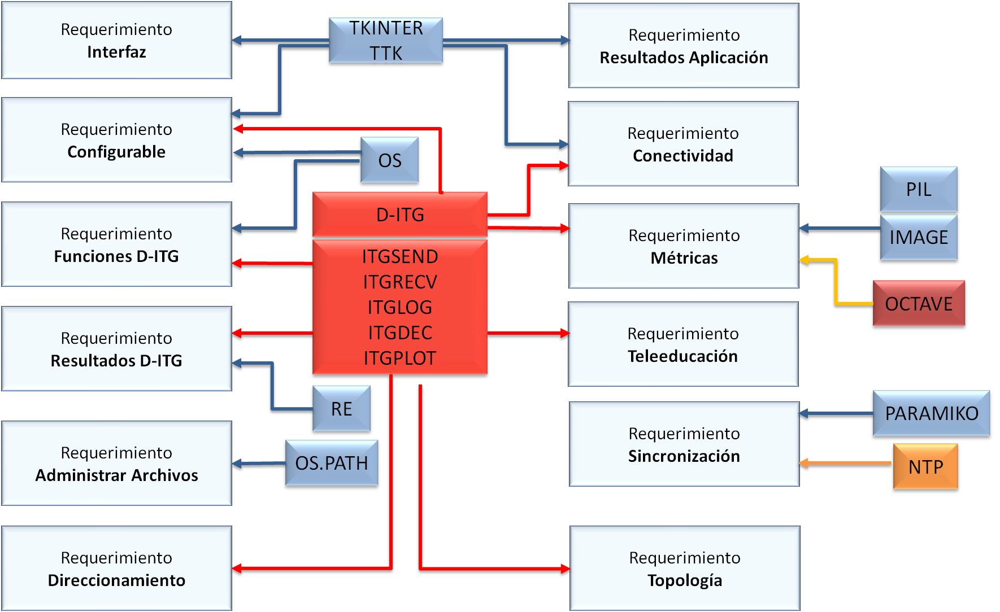 Requerimiento
Interfaz
TKINTER
TTK
Requerimiento
Resultados Aplicación
Requerimiento
Configurable
OS
Requerimiento
Conectividad
PIL
IMAGE
D-ITG
Requerimiento
Funciones D-ITG
ITGSEND
ITGRECV
ITGLOG
ITGDEC
ITGPLOT
Requerimiento
Métricas
OCTAVE
Requerimiento
Resultados D-ITG
Requerimiento
Teleeducación
RE
PARAMIKO
Requerimiento
Administrar Archivos
OS.PATH
Requerimiento
Sincronización
NTP
Requerimiento
Direccionamiento
Requerimiento
Topología